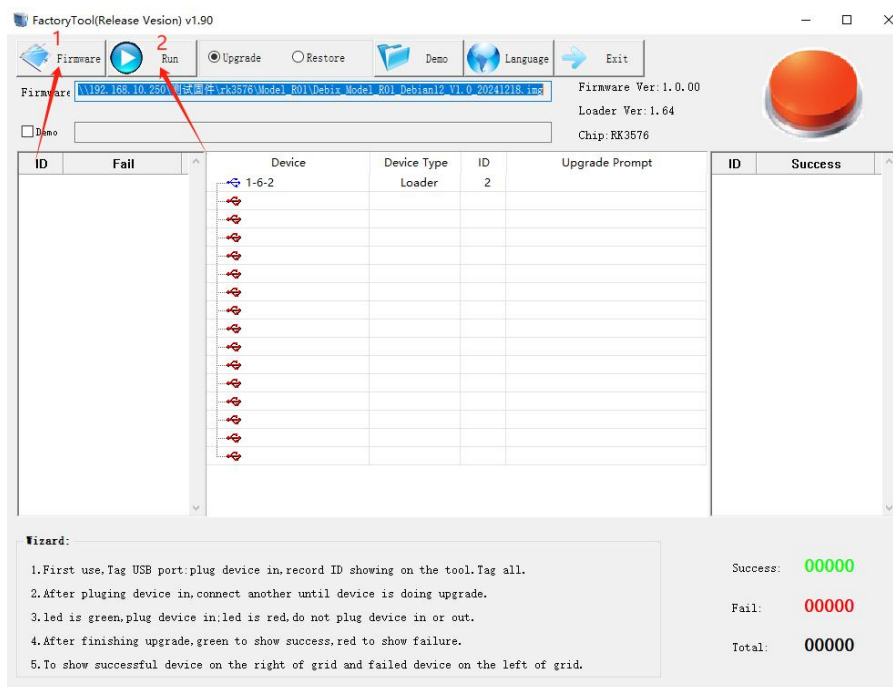 FactoryTool(Release Vesion) v1.90
1
2
Firmware
Run
Upgrade
Restore
Demo
Language
Exit
Firmware
\\192.168.10.250\测试固件\rk3576\Model_R01\Debix_Model_R01_Debian12_V1.0_20241218.img
Firmware Ver:1.0.00
Loader Ver:1.64
Demo
Chip:RK3576
ID Fail
Device Device Type ID Upgrade Prompt
ID Success
1-6-2 Loader 2
Wizard:
1.First use,Tag USB port:plug device in,record ID showing on the tool.Tag all.
2.After pluging device in,connect another until device is doing upgrade.
3.led is green,plug device in;led is red,do not plug device in or out.
4.After finishing upgrade,green to show success,red to show failure.
5.To show successful device on the right of grid and failed device on the left of grid.
Success: 00000
Fail: 00000
Total: 00000